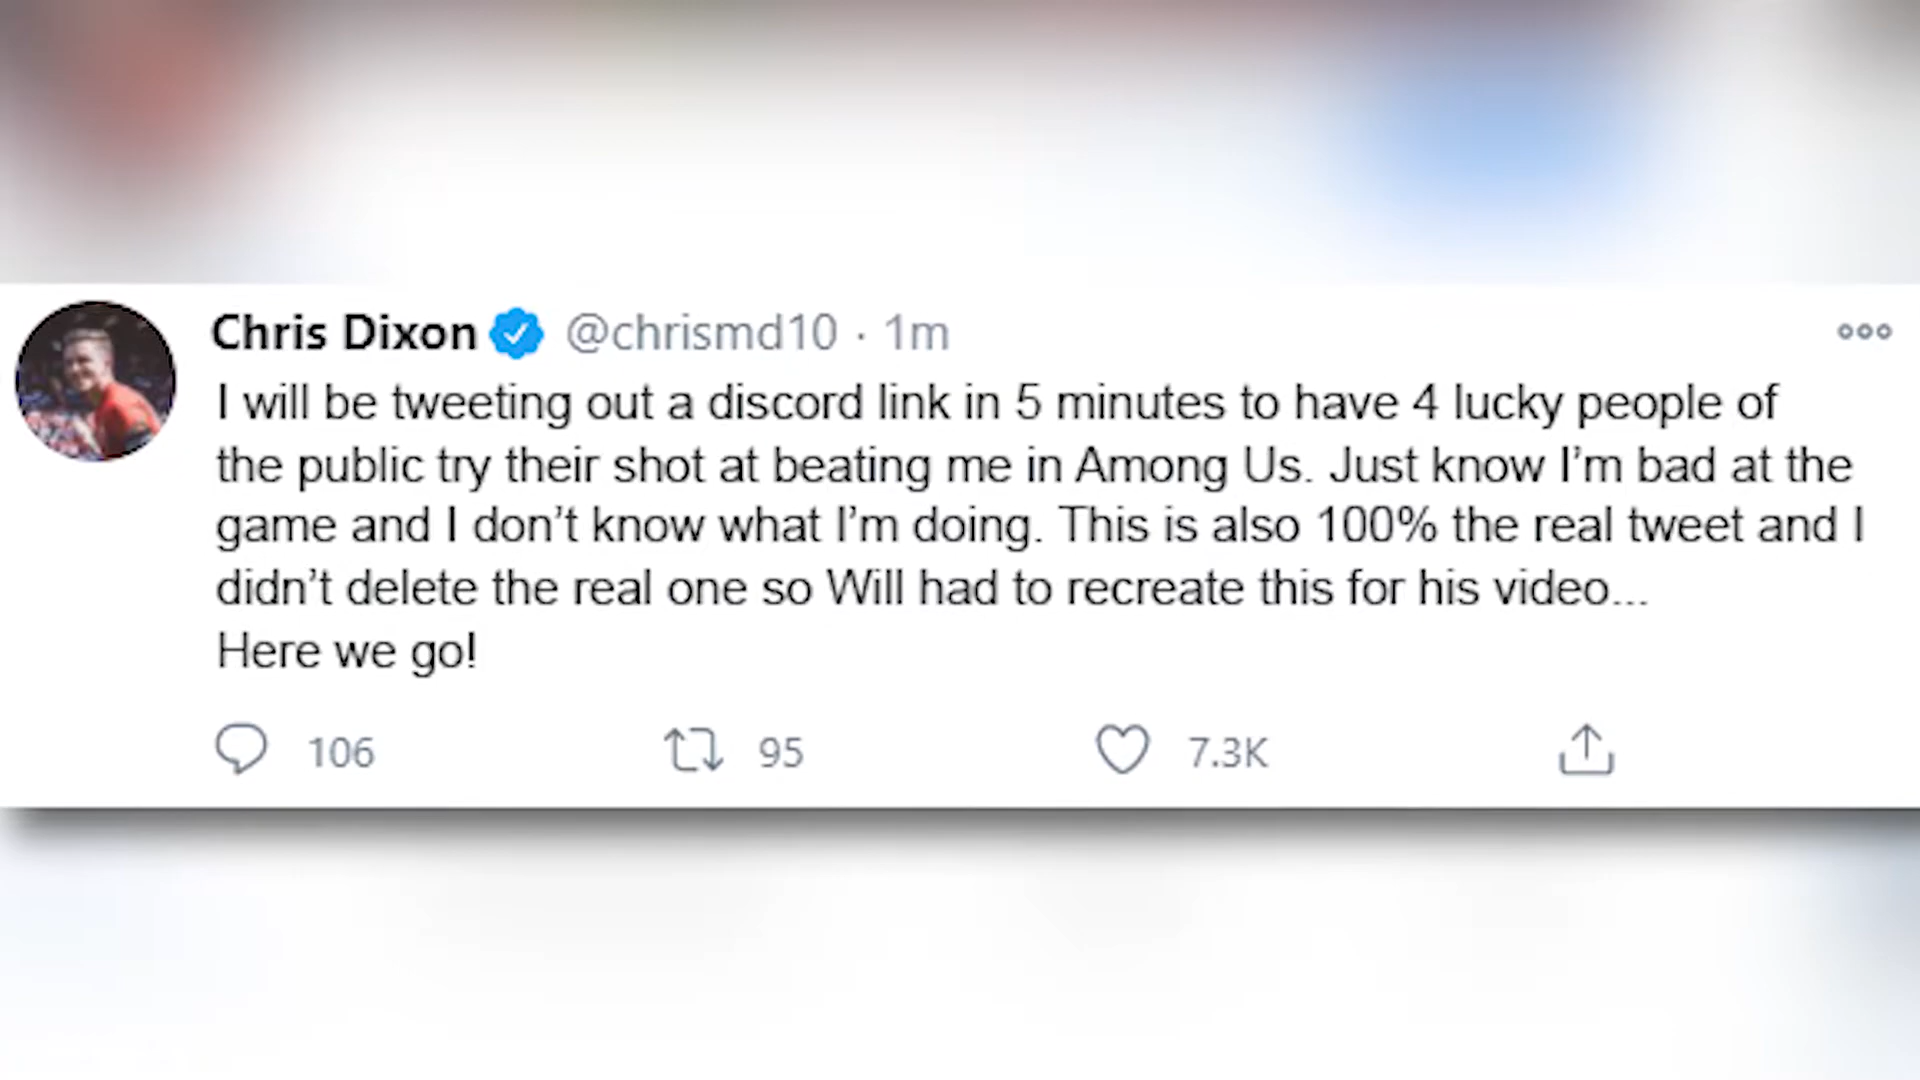 Chris Dixon @chrismd10 · 1m
I will be tweeting out a discord link in 5 minutes to have 4 lucky people of
the public try their shot at beating me in Among Us. Just know I’m bad at the
game and I don’t know what I’m doing. This is also 100% the real tweet and I
didn’t delete the real one so Will had to recreate this for his video...
Here we go!
106 95 7.3K